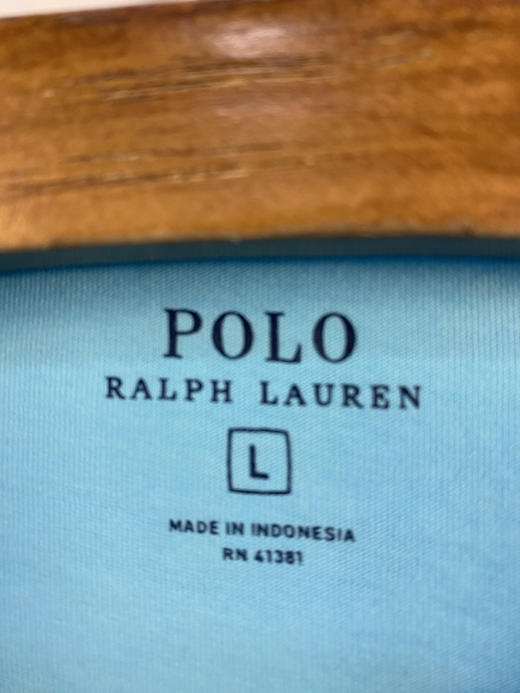 POLO
RALPH LAUREN
L
MADE IN INDONESIA
RN 41381